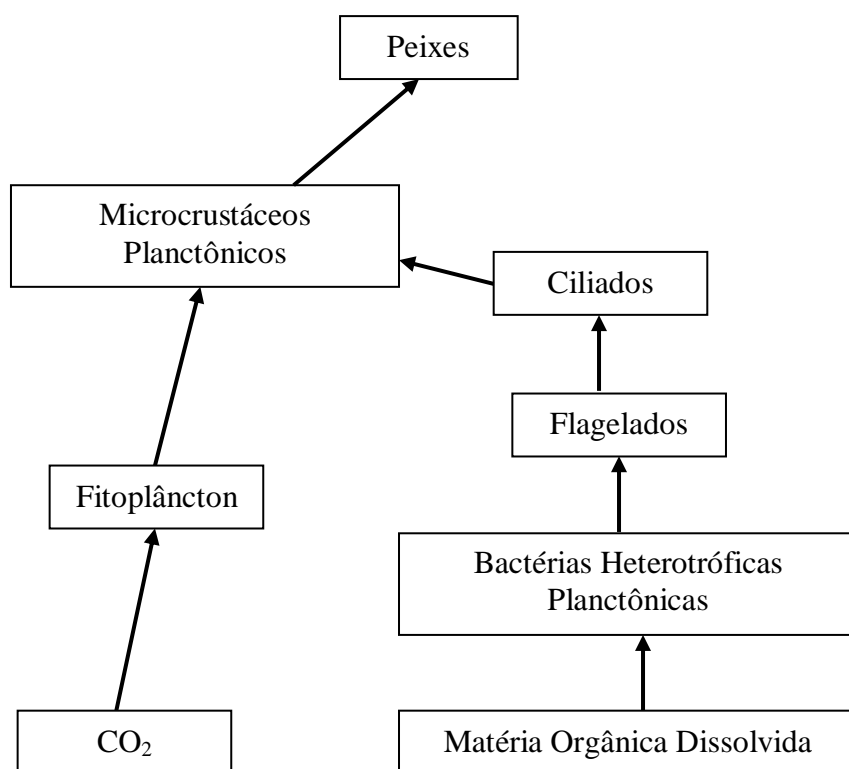 Peixes
Microcrustáceos
Planctônicos
Ciliados
Flagelados
Fitoplâncton
Bactérias Heterotróficas
Planctônicas
CO₂
Matéria Orgânica Dissolvida